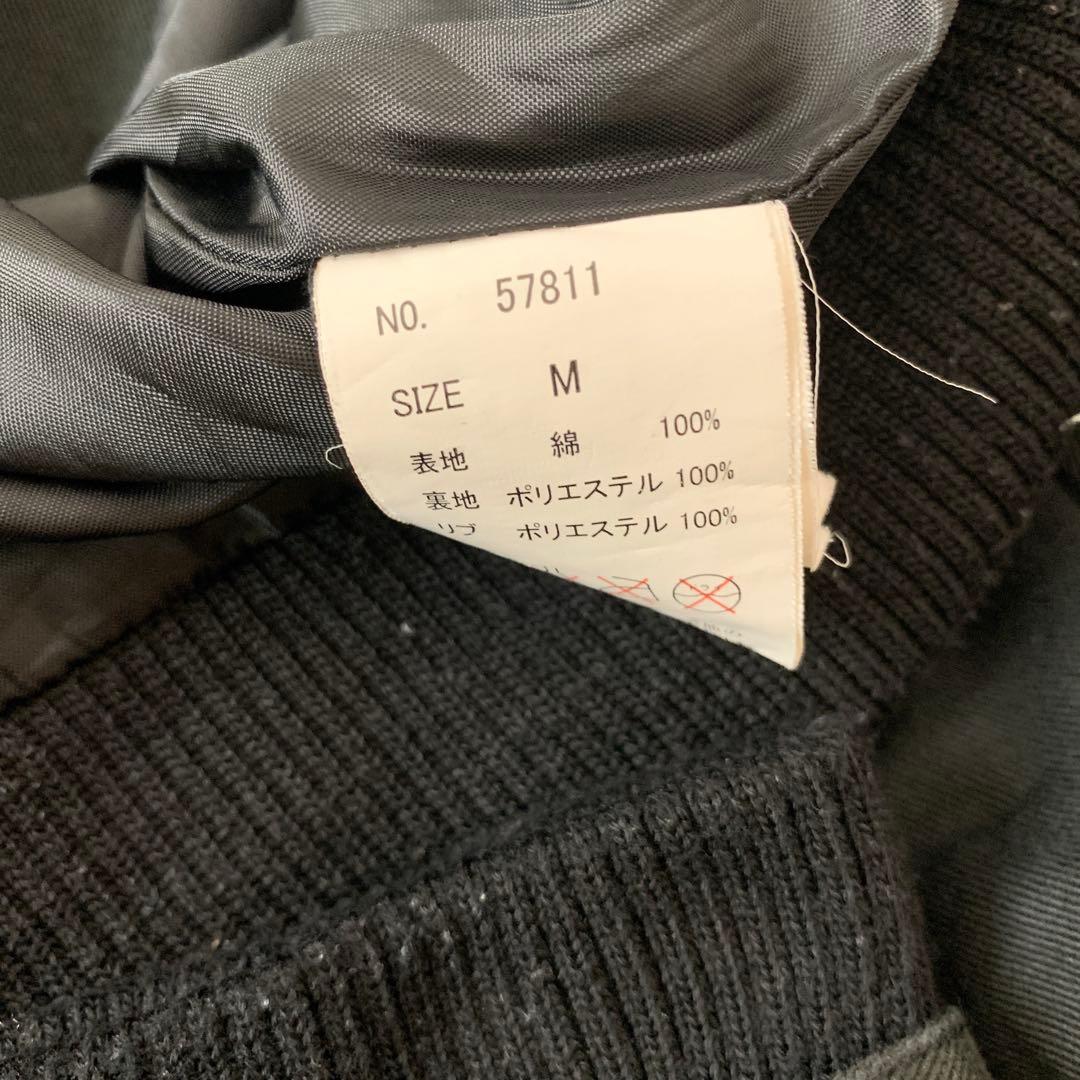 NO. 57811
SIZE M
表地 綿 100%
裏地 ポリエステル 100%
リブ ポリエステル 100%